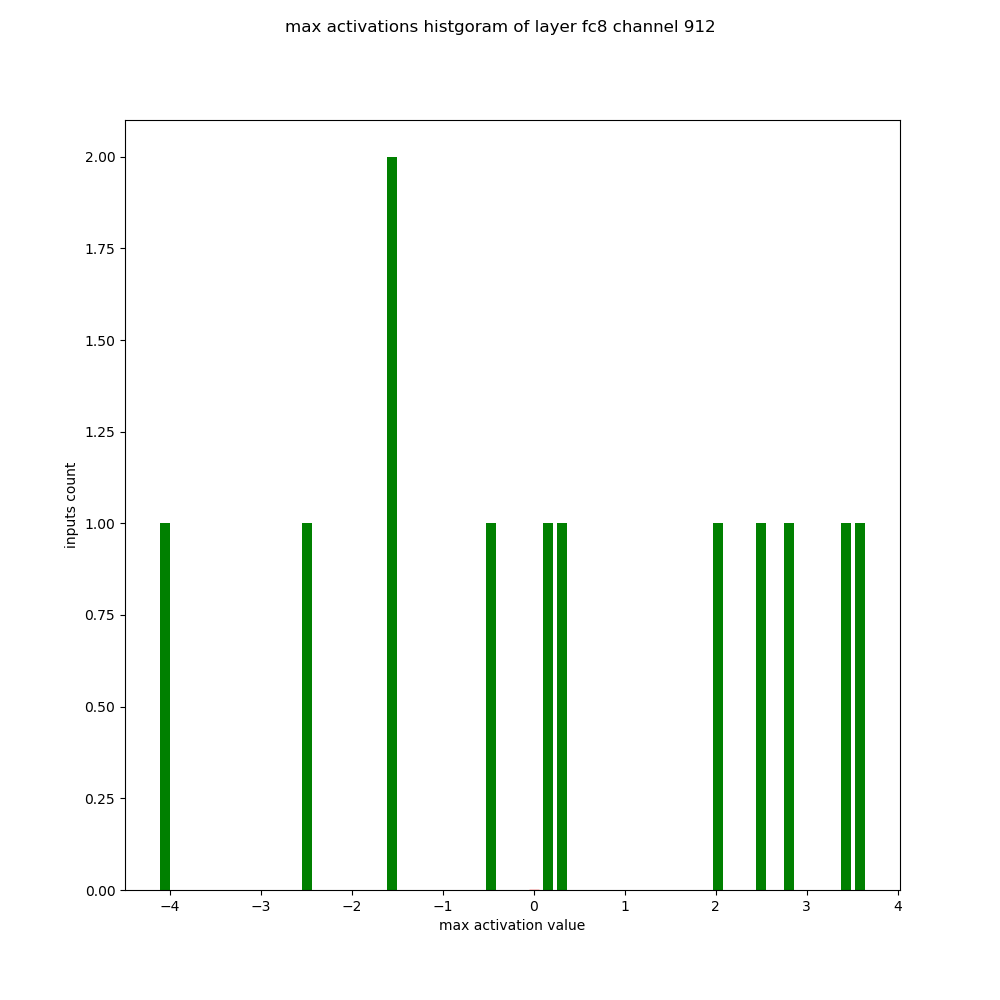 max activations histgoram of layer fc8 channel 912
2.00
1.75
1.50
1.25
1.00
0.75
0.50
0.25
0.00
inputs count
−4 −3 −2 −1 0 1 2 3 4
max activation value